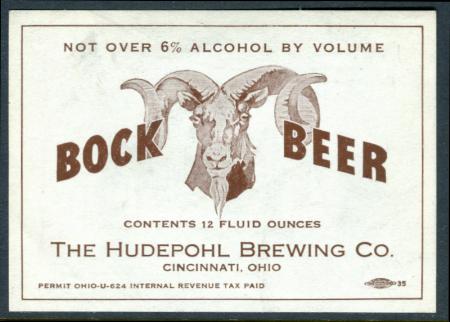 NOT OVER 6% ALCOHOL BY VOLUME
BOCK BEER
CONTENTS 12 FLUID OUNCES
THE HUDEPOHL BREWING CO.
CINCINNATI, OHIO
PERMIT OHIO-U-624 INTERNAL REVENUE TAX PAID
35